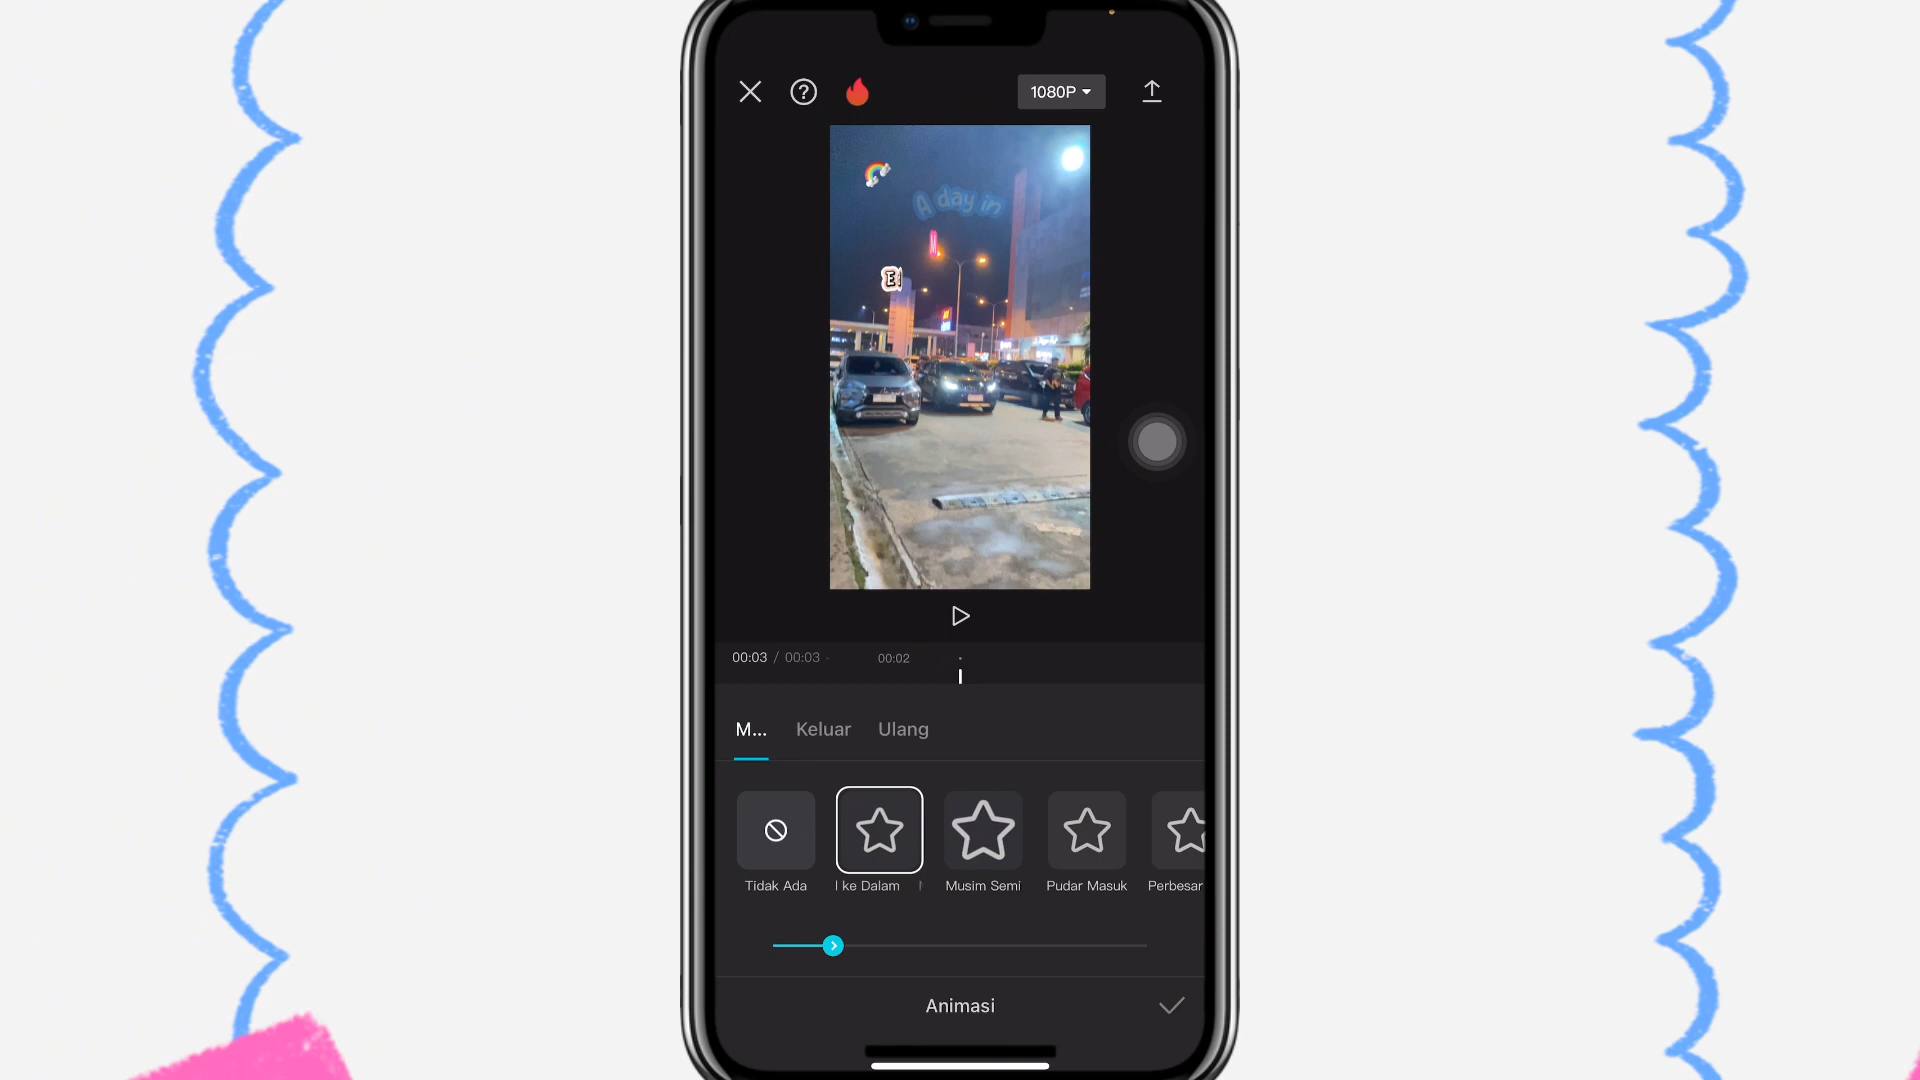 1080P
A day in
M
E
00:03 / 00:03
00:02
M... Keluar Ulang
Tidak Ada
l ke Dalam
Musim Semi
Pudar Masuk
Perbesar
Animasi